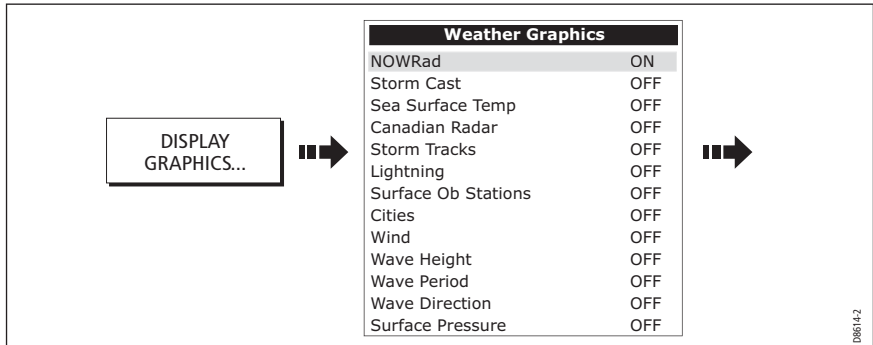 DISPLAY
GRAPHICS...
Weather Graphics
NOWRad ON
Storm Cast OFF
Sea Surface Temp OFF
Canadian Radar OFF
Storm Tracks OFF
Lightning OFF
Surface Ob Stations OFF
Cities OFF
Wind OFF
Wave Height OFF
Wave Period OFF
Wave Direction OFF
Surface Pressure OFF
D8614-2